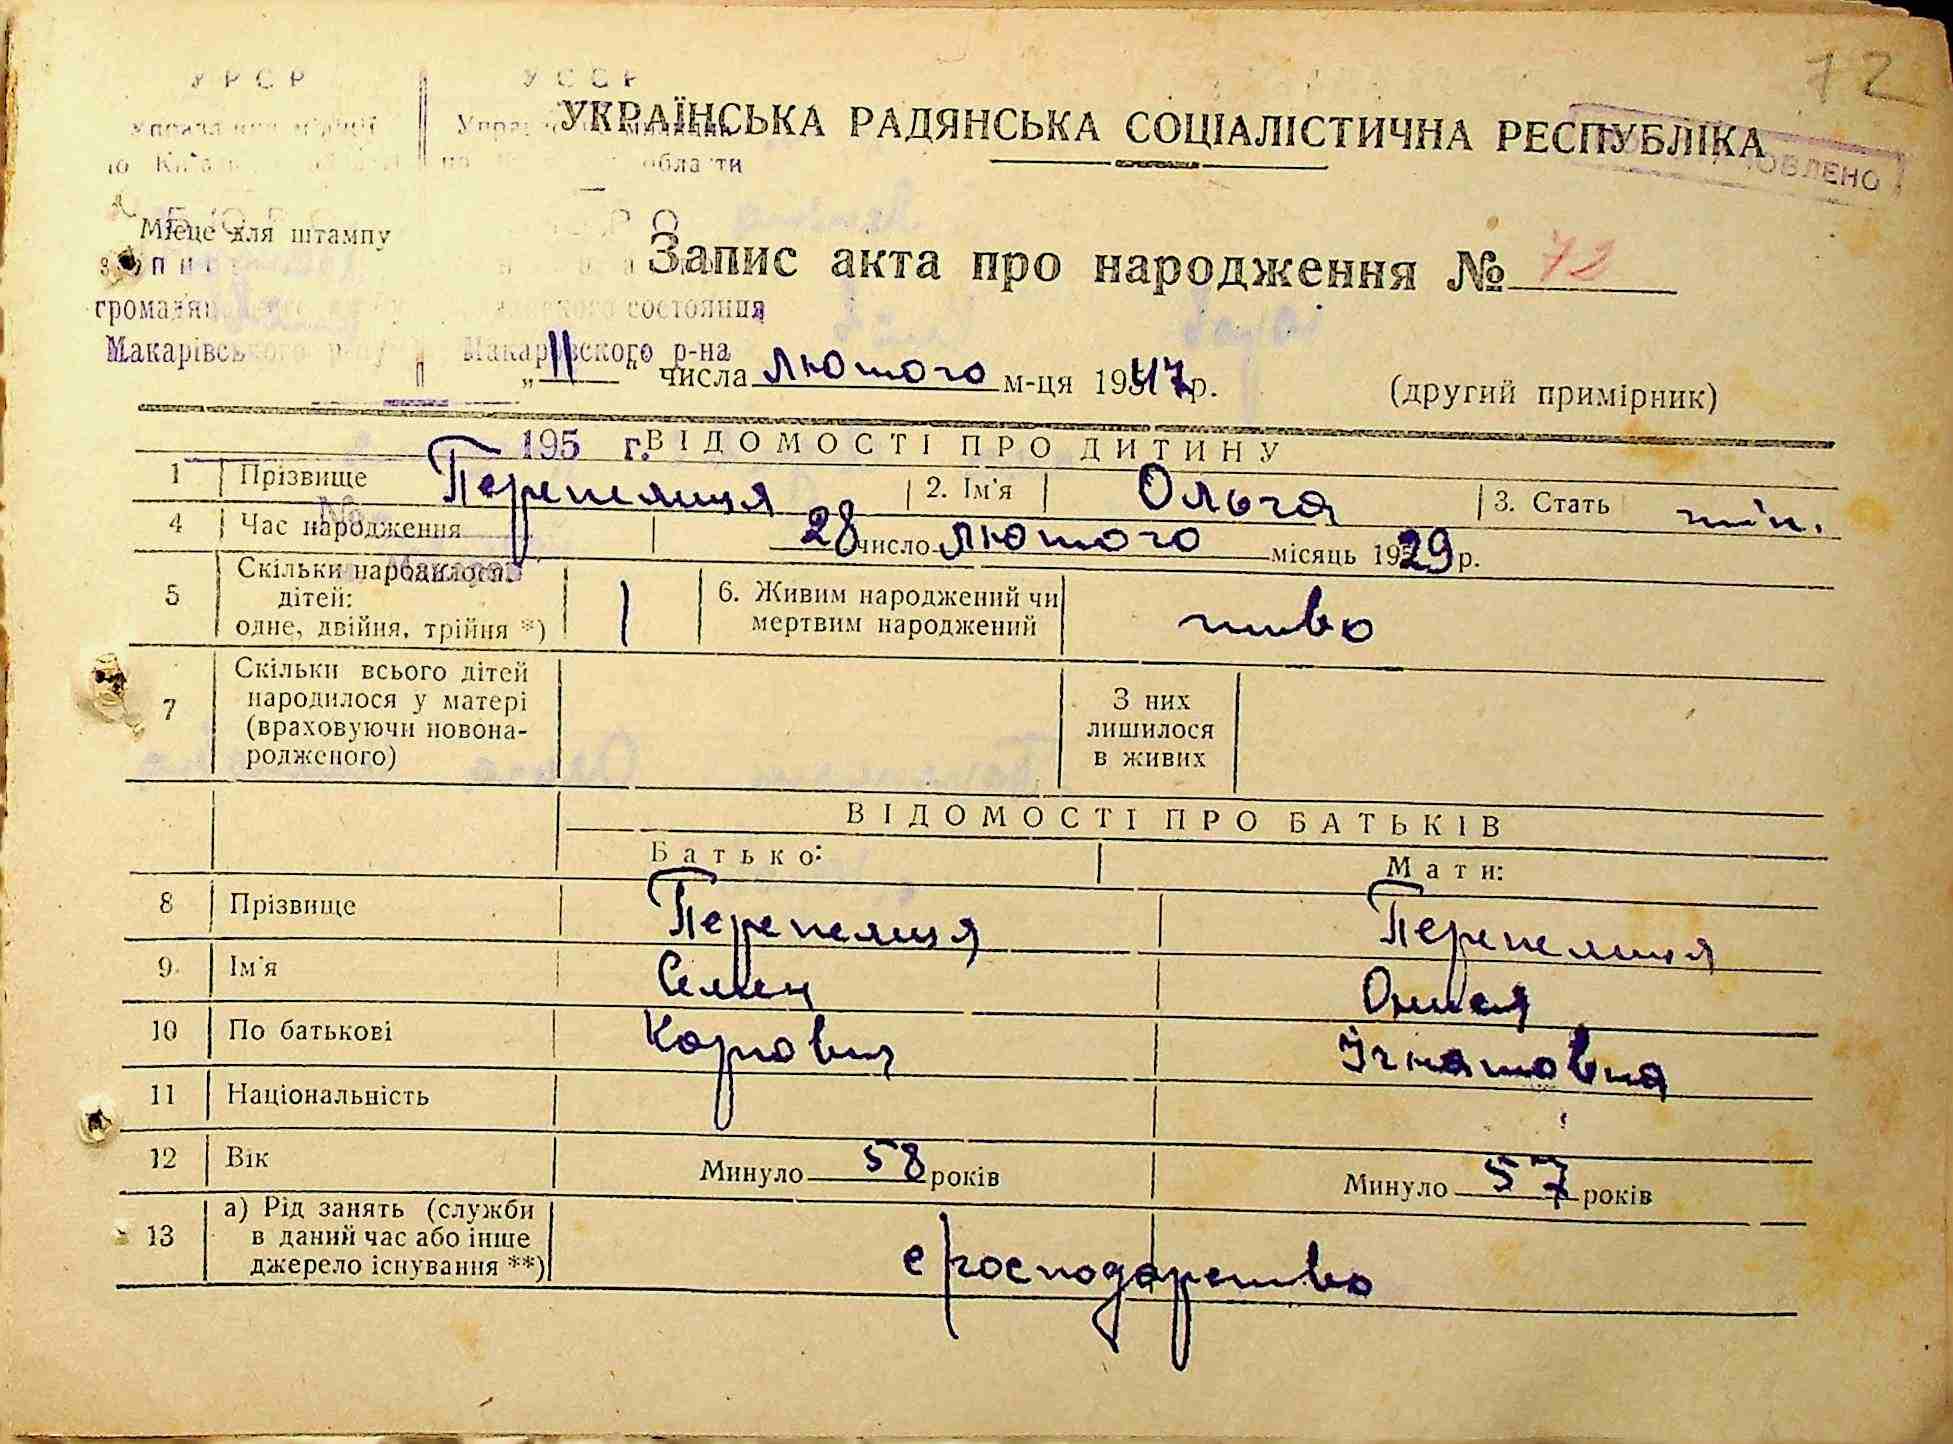 72
УРСР УССР
УКРАЇНСЬКА РАДЯНСЬКА СОЦІАЛІСТИЧНА РЕСПУБЛІКА
області области
Місце для штампу
Запис акта про народження № 72
громадян состояния
Макарівського р-ну Макаровского р-на
„11" числа лютого м-ця 1947 р. (другий примірник)
195 г.
ВІДОМОСТІ ПРО ДИТИНУ
1 Прізвище Перепелиця 2. Ім'я Ольга 3. Стать жін.
4 Час народження 28 число лютого місяць 1929 р.
5 Скільки народилося дітей: одне, двійня, трійня *) 1 6. Живим народжений чи мертвим народжений живо
7 Скільки всього дітей народилося у матері (враховуючи новонародженого) З них лишилося в живих
ВІДОМОСТІ ПРО БАТЬКІВ
Батько: Мати:
8 Прізвище Перепелиця Перепелиця
9 Ім'я Семен
10 По батькові Карпович Ігнатовна
11 Національність
12 Вік Минуло 58 років Минуло 57 років
13 а) Рід занять (служби в даний час або інше джерело існування **) с/господарство